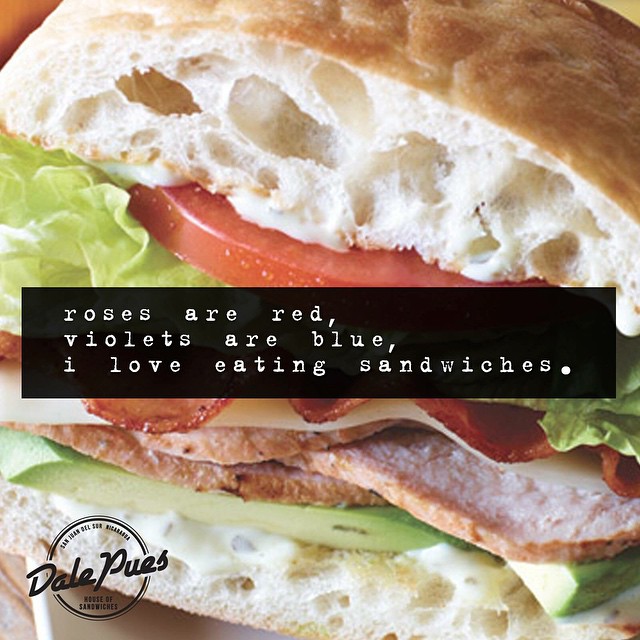 roses are red,
violets are blue,
i love eating sandwiches.
SAN JUAN DEL SUR NICARAGUA
Dale Pues
HOUSE OF
SANDWICHES